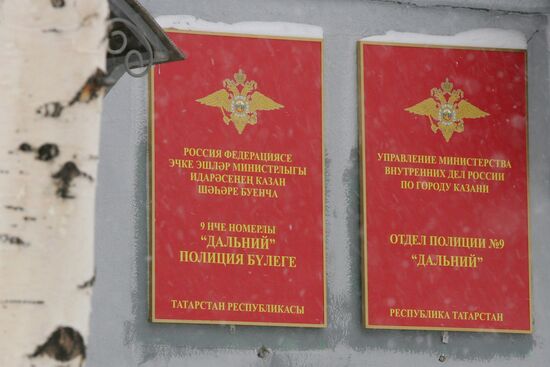 РОССИЯ ФЕДЕРАЦИЯСЕ
ЭЧКЕ ЭШЛӘР МИНИСТРЛЫГЫ
ИДАРӘСЕНЕҢ КАЗАН
ШӘҺӘРЕ БУЕНЧА
9 НЧЕ НОМЕРЛЫ
“ДАЛЬНИЙ”
ПОЛИЦИЯ БҮЛЕГЕ
ТАТАРСТАН РЕСПУБЛИКАСЫ
УПРАВЛЕНИЕ МИНИСТЕРСТВА
ВНУТРЕННИХ ДЕЛ РОССИИ
ПО ГОРОДУ КАЗАНИ
ОТДЕЛ ПОЛИЦИИ №9
“ДАЛЬНИЙ”
РЕСПУБЛИКА ТАТАРСТАН